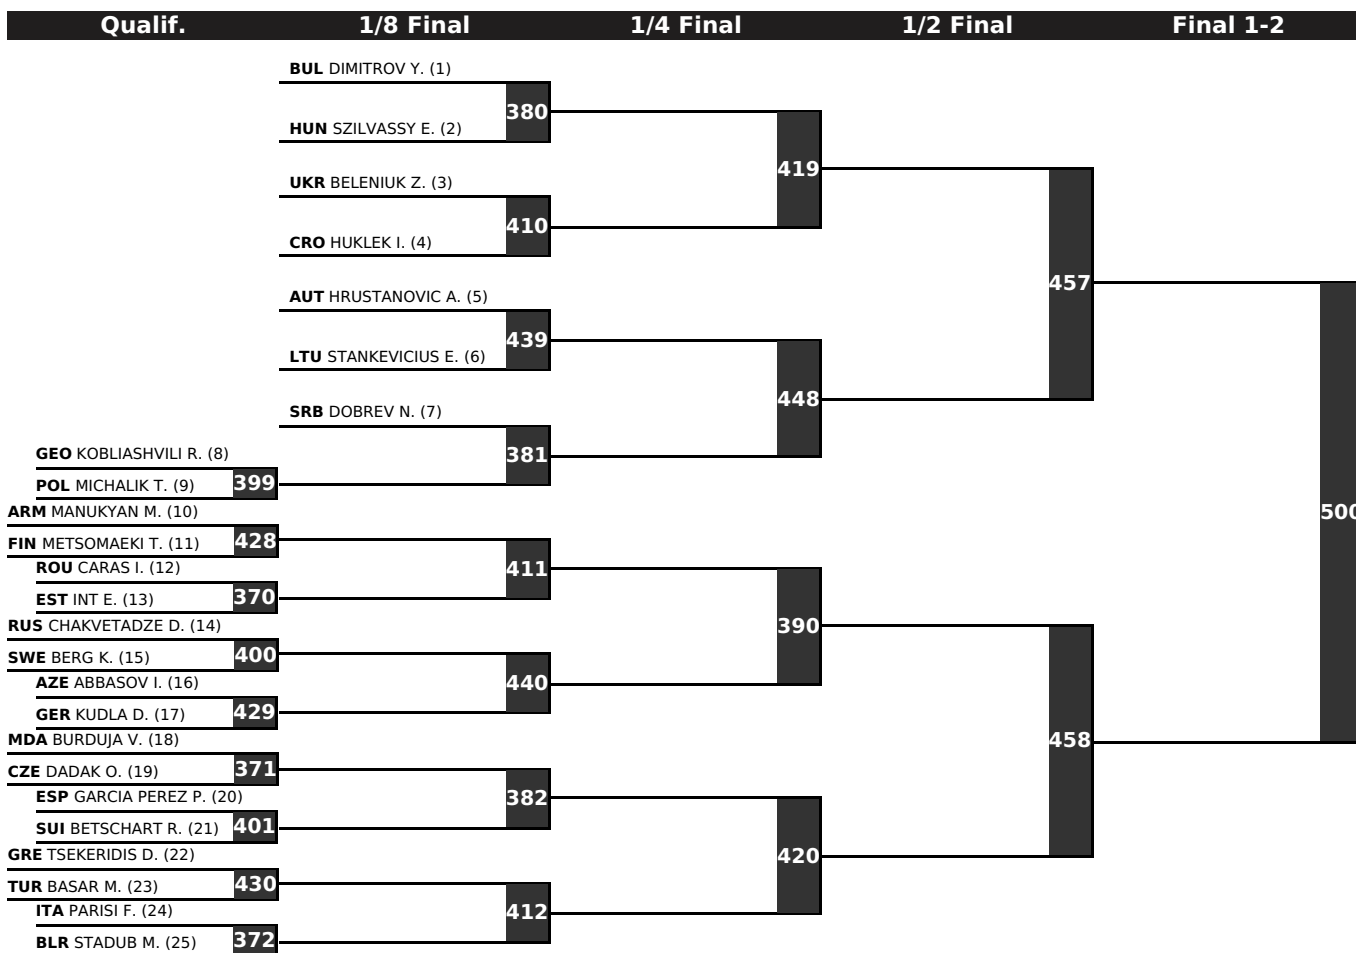 Qualif. 1/8 Final 1/4 Final 1/2 Final Final 1-2
BUL DIMITROV Y. (1)
380
HUN SZILVASSY E. (2)
419
UKR BELENIUK Z. (3)
410
CRO HUKLEK I. (4)
457
AUT HRUSTANOVIC A. (5)
439
LTU STANKEVICIUS E. (6)
448
SRB DOBREV N. (7)
GEO KOBLIASHVILI R. (8)
381
POL MICHALIK T. (9)
399
ARM MANUKYAN M. (10)
500
FIN METSOMAEKI T. (11)
428
ROU CARAS I. (12)
411
EST INT E. (13)
370
RUS CHAKVETADZE D. (14)
390
SWE BERG K. (15)
400
AZE ABBASOV I. (16)
440
GER KUDLA D. (17)
429
MDA BURDUJA V. (18)
458
CZE DADAK O. (19)
371
ESP GARCIA PEREZ P. (20)
382
SUI BETSCHART R. (21)
401
GRE TSEKERIDIS D. (22)
420
TUR BASAR M. (23)
430
ITA PARISI F. (24)
412
BLR STADUB M. (25)
372